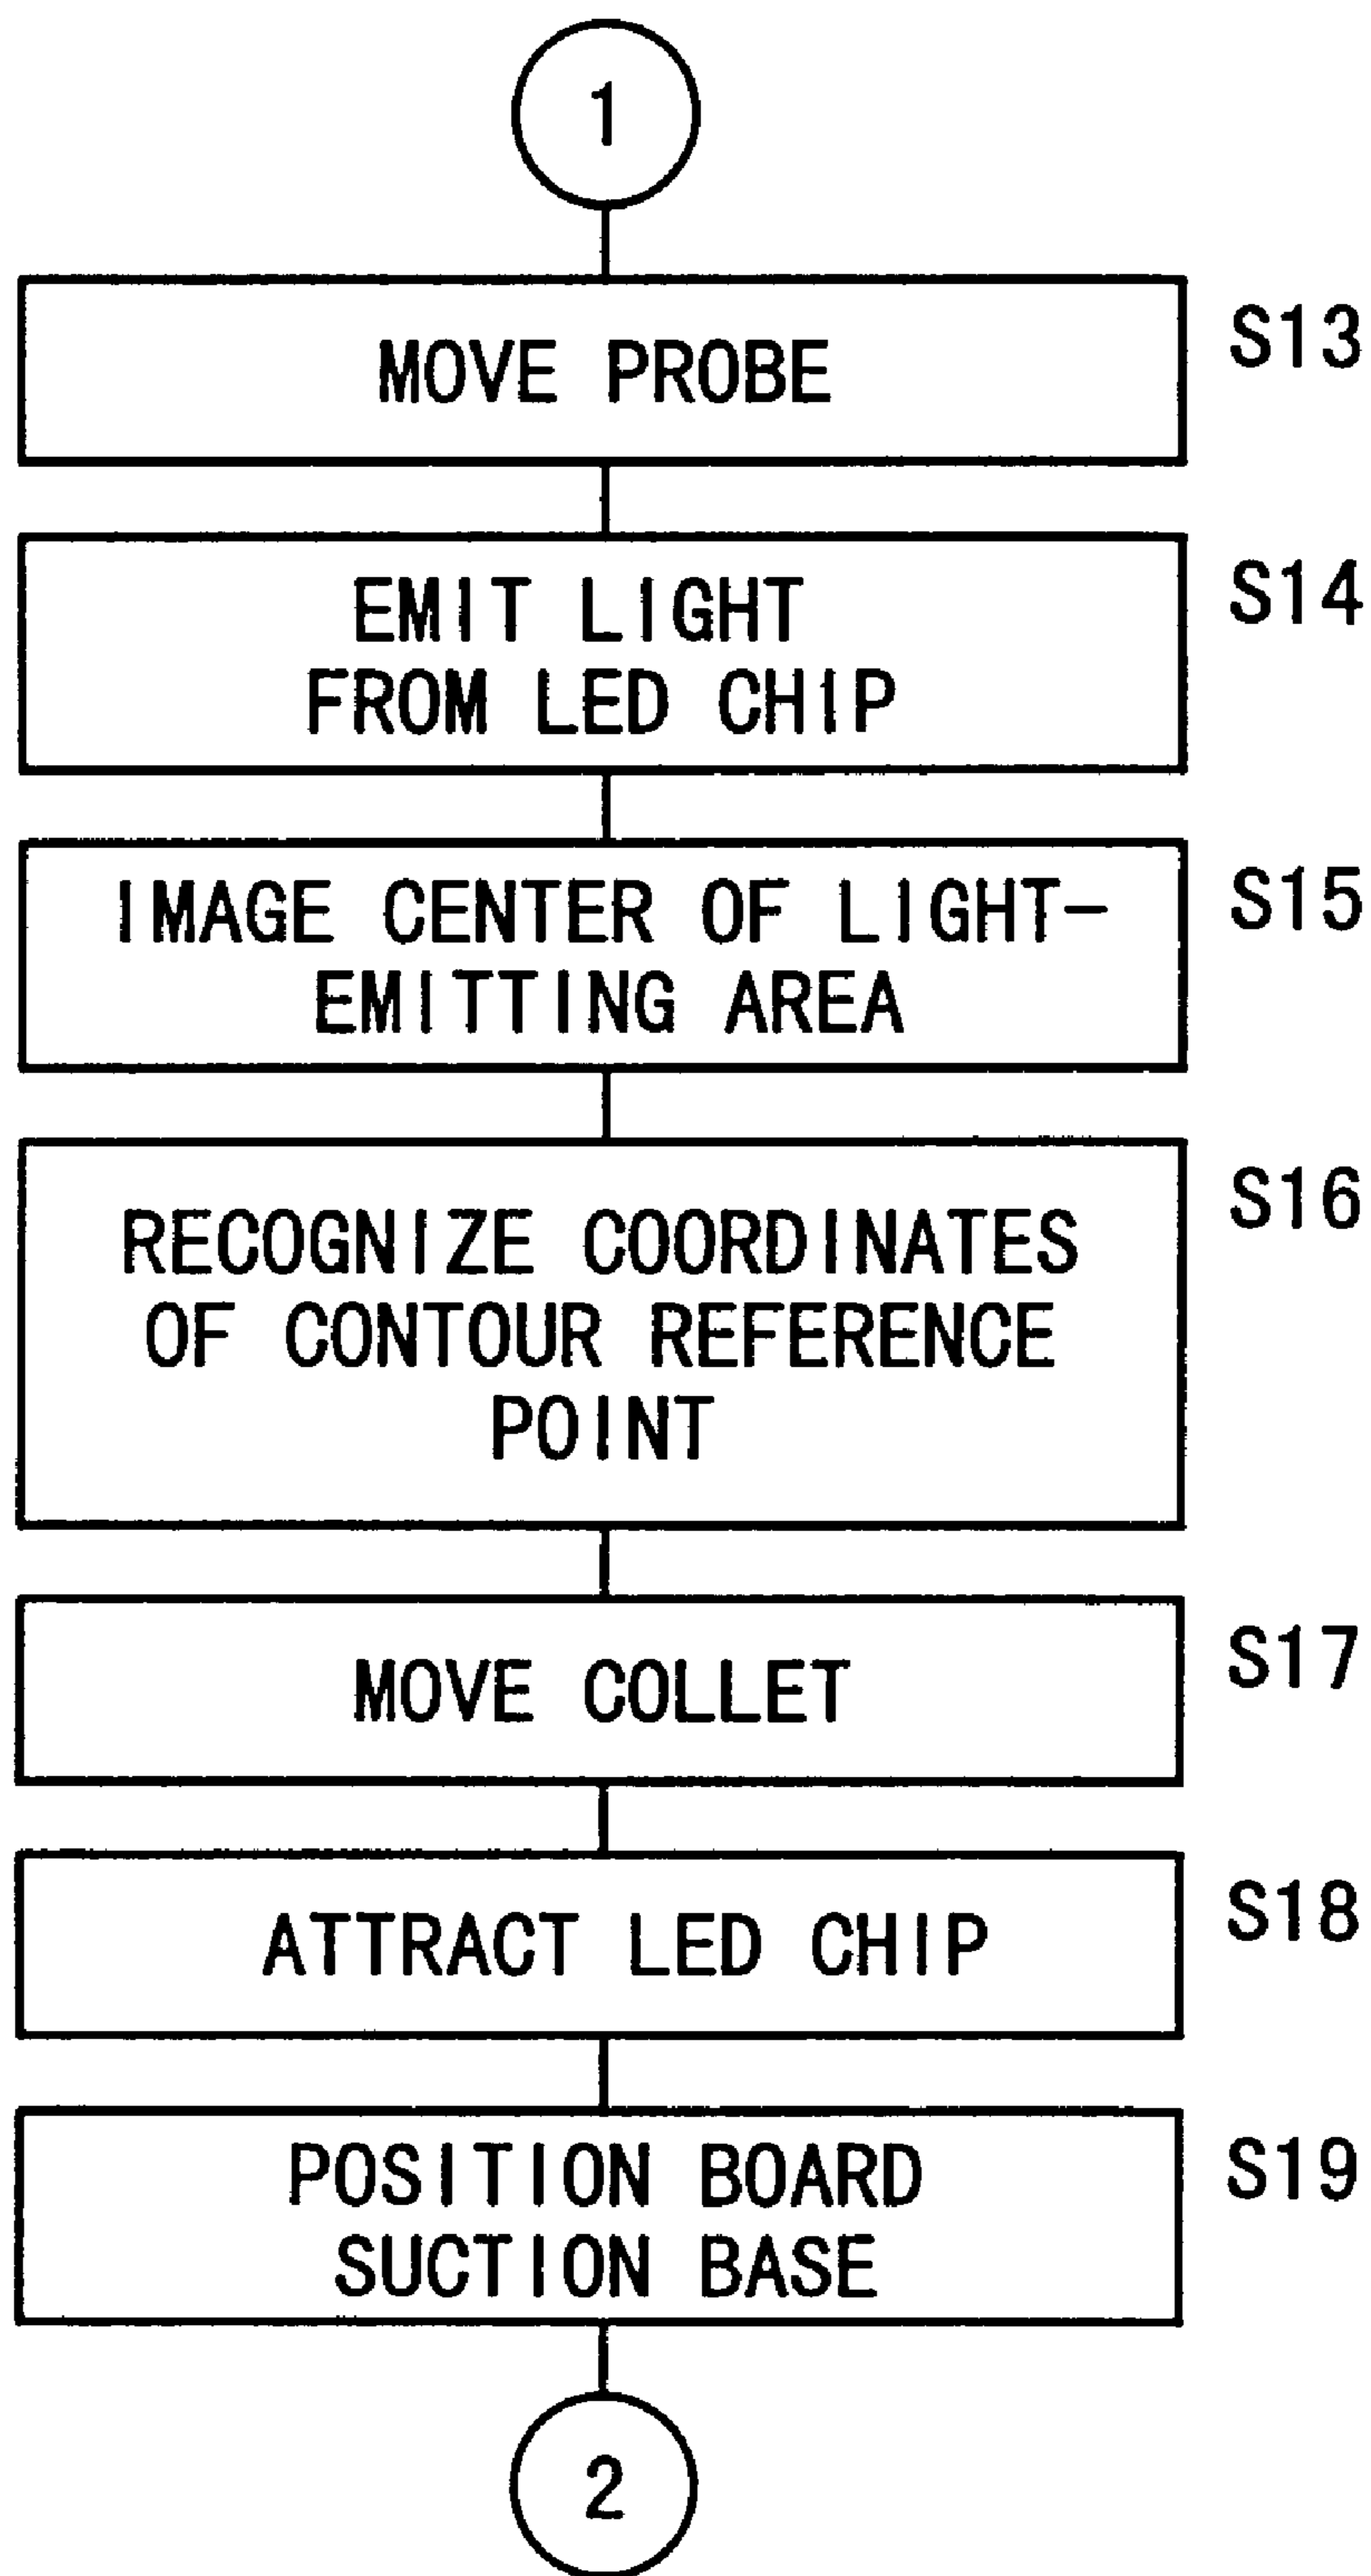 1
MOVE PROBE
S13
EMIT LIGHT
FROM LED CHIP
S14
IMAGE CENTER OF LIGHT-
EMITTING AREA
S15
RECOGNIZE COORDINATES
OF CONTOUR REFERENCE
POINT
S16
MOVE COLLET
S17
ATTRACT LED CHIP
S18
POSITION BOARD
SUCTION BASE
S19
2